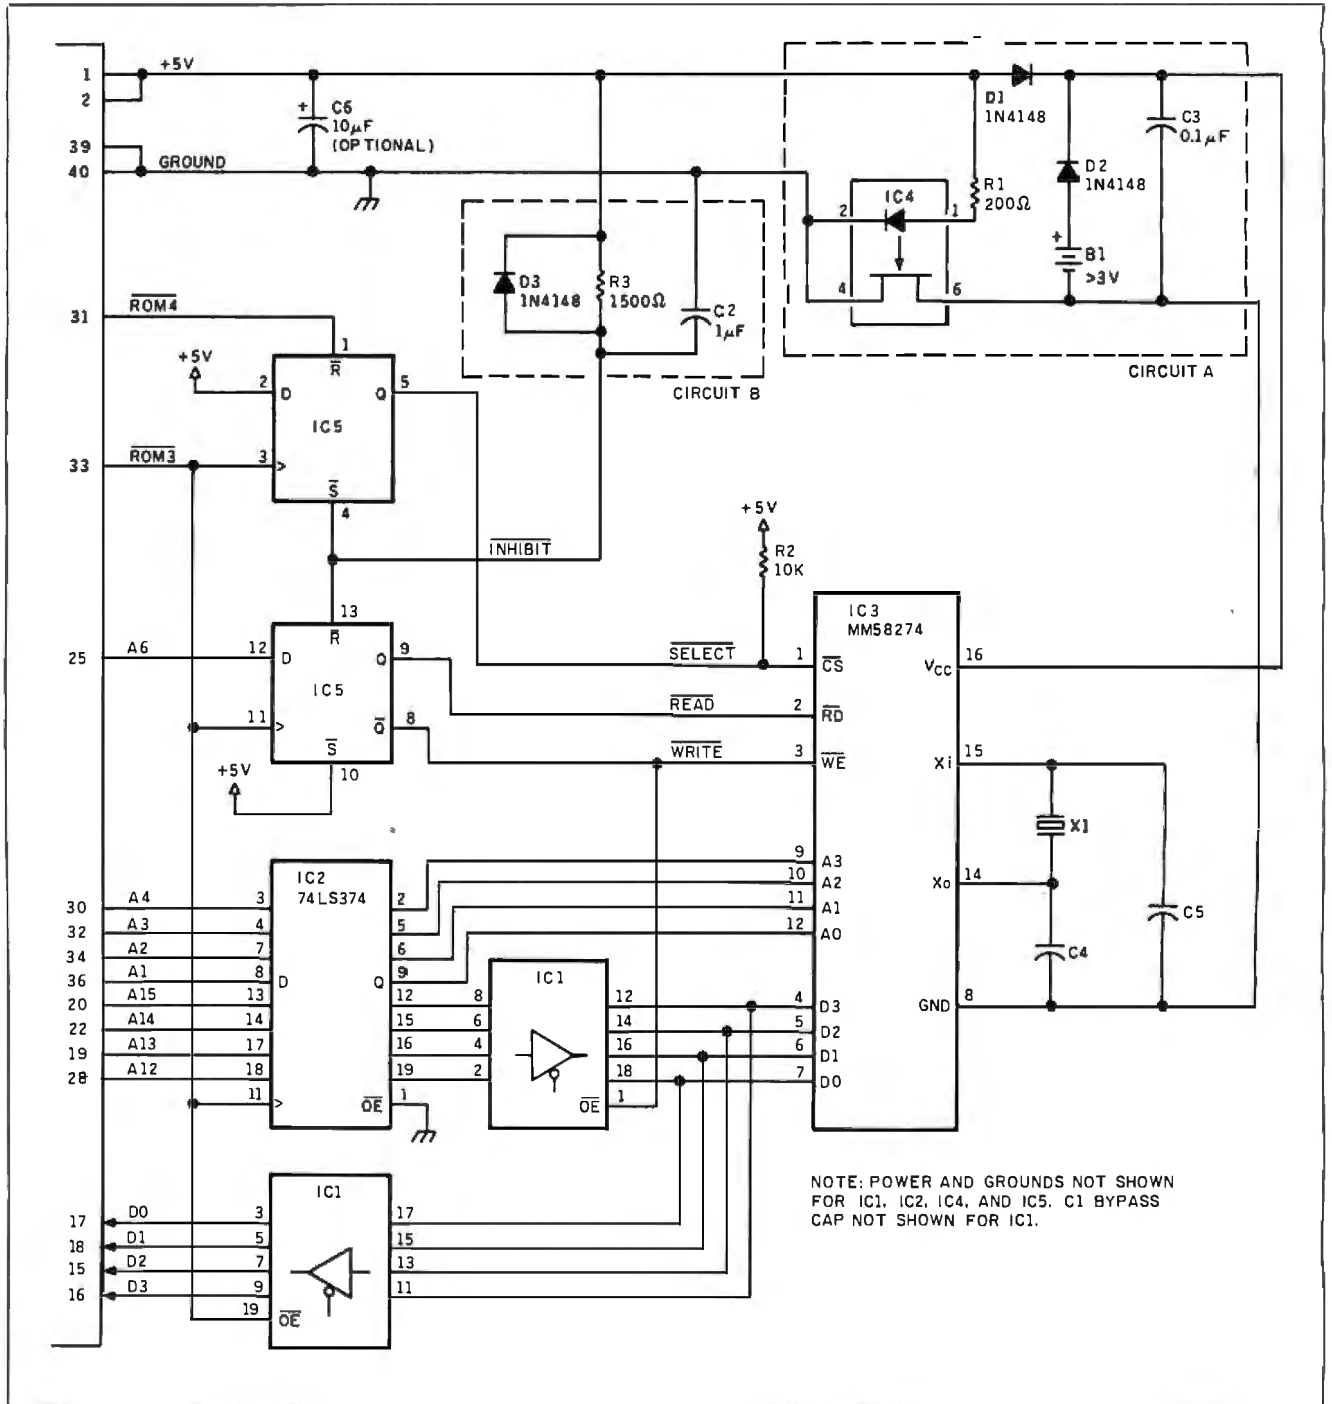 1
+5V
2
39
40
GROUND
+
C6
10µF
(OPTIONAL)
D1
1N4148
C3
0.1µF
D2
1N4148
R1
200Ω
IC4
2
1
+
B1
>3V
4
6
CIRCUIT A
D3
1N4148
R3
1500Ω
C2
1µF
CIRCUIT B
31
ROM4
+5V
1
R
2
D
Q
5
IC5
33
ROM3
3
>
S
4
INHIBIT
+5V
R2
10K
13
R
25
A6
12
D
Q
9
IC5
11
>
Q
8
S
10
+5V
SELECT
READ
WRITE
IC3
MM58274
1
CS
VCC
16
2
RD
3
WE
Xi
15
X1
9
A3
10
A2
Xo
14
11
A1
12
A0
C5
C4
4
D3
GND
8
5
D2
6
D1
7
D0
IC2
74LS374
30
A4
3
2
32
A3
4
5
34
A2
7
6
36
A1
8
D
Q
9
20
A15
13
12
22
A14
14
15
19
A13
17
16
28
A12
18
19
11
>
OE
1
IC1
8
12
6
14
4
16
2
18
OE
1
IC1
17
D0
3
17
18
D1
5
15
15
D2
7
13
16
D3
9
11
19
OE
NOTE: POWER AND GROUNDS NOT SHOWN
FOR IC1, IC2, IC4, AND IC5. C1 BYPASS
CAP NOT SHOWN FOR IC1.